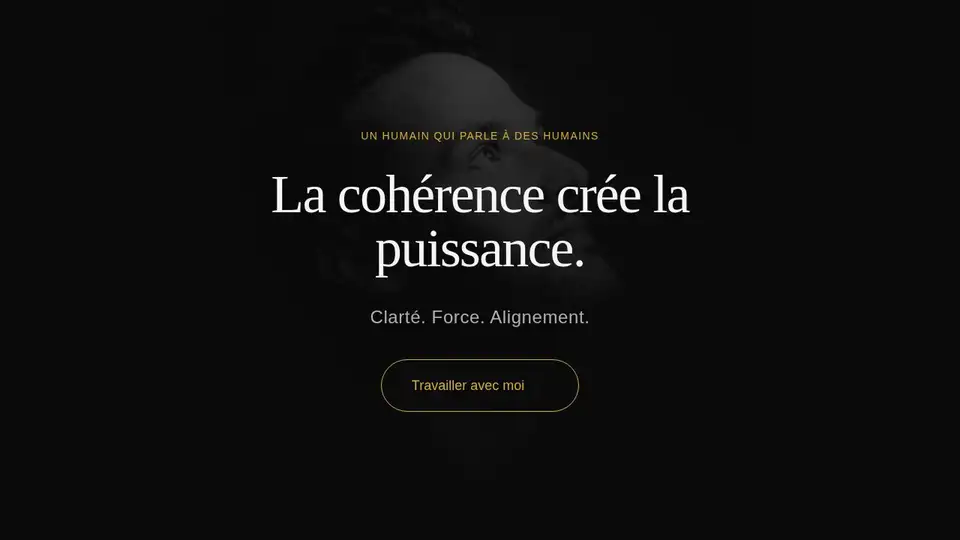 UN HUMAIN QUI PARLE À DES HUMAINS
La cohérence crée la
puissance.
Clarté. Force. Alignement.
Travailler avec moi